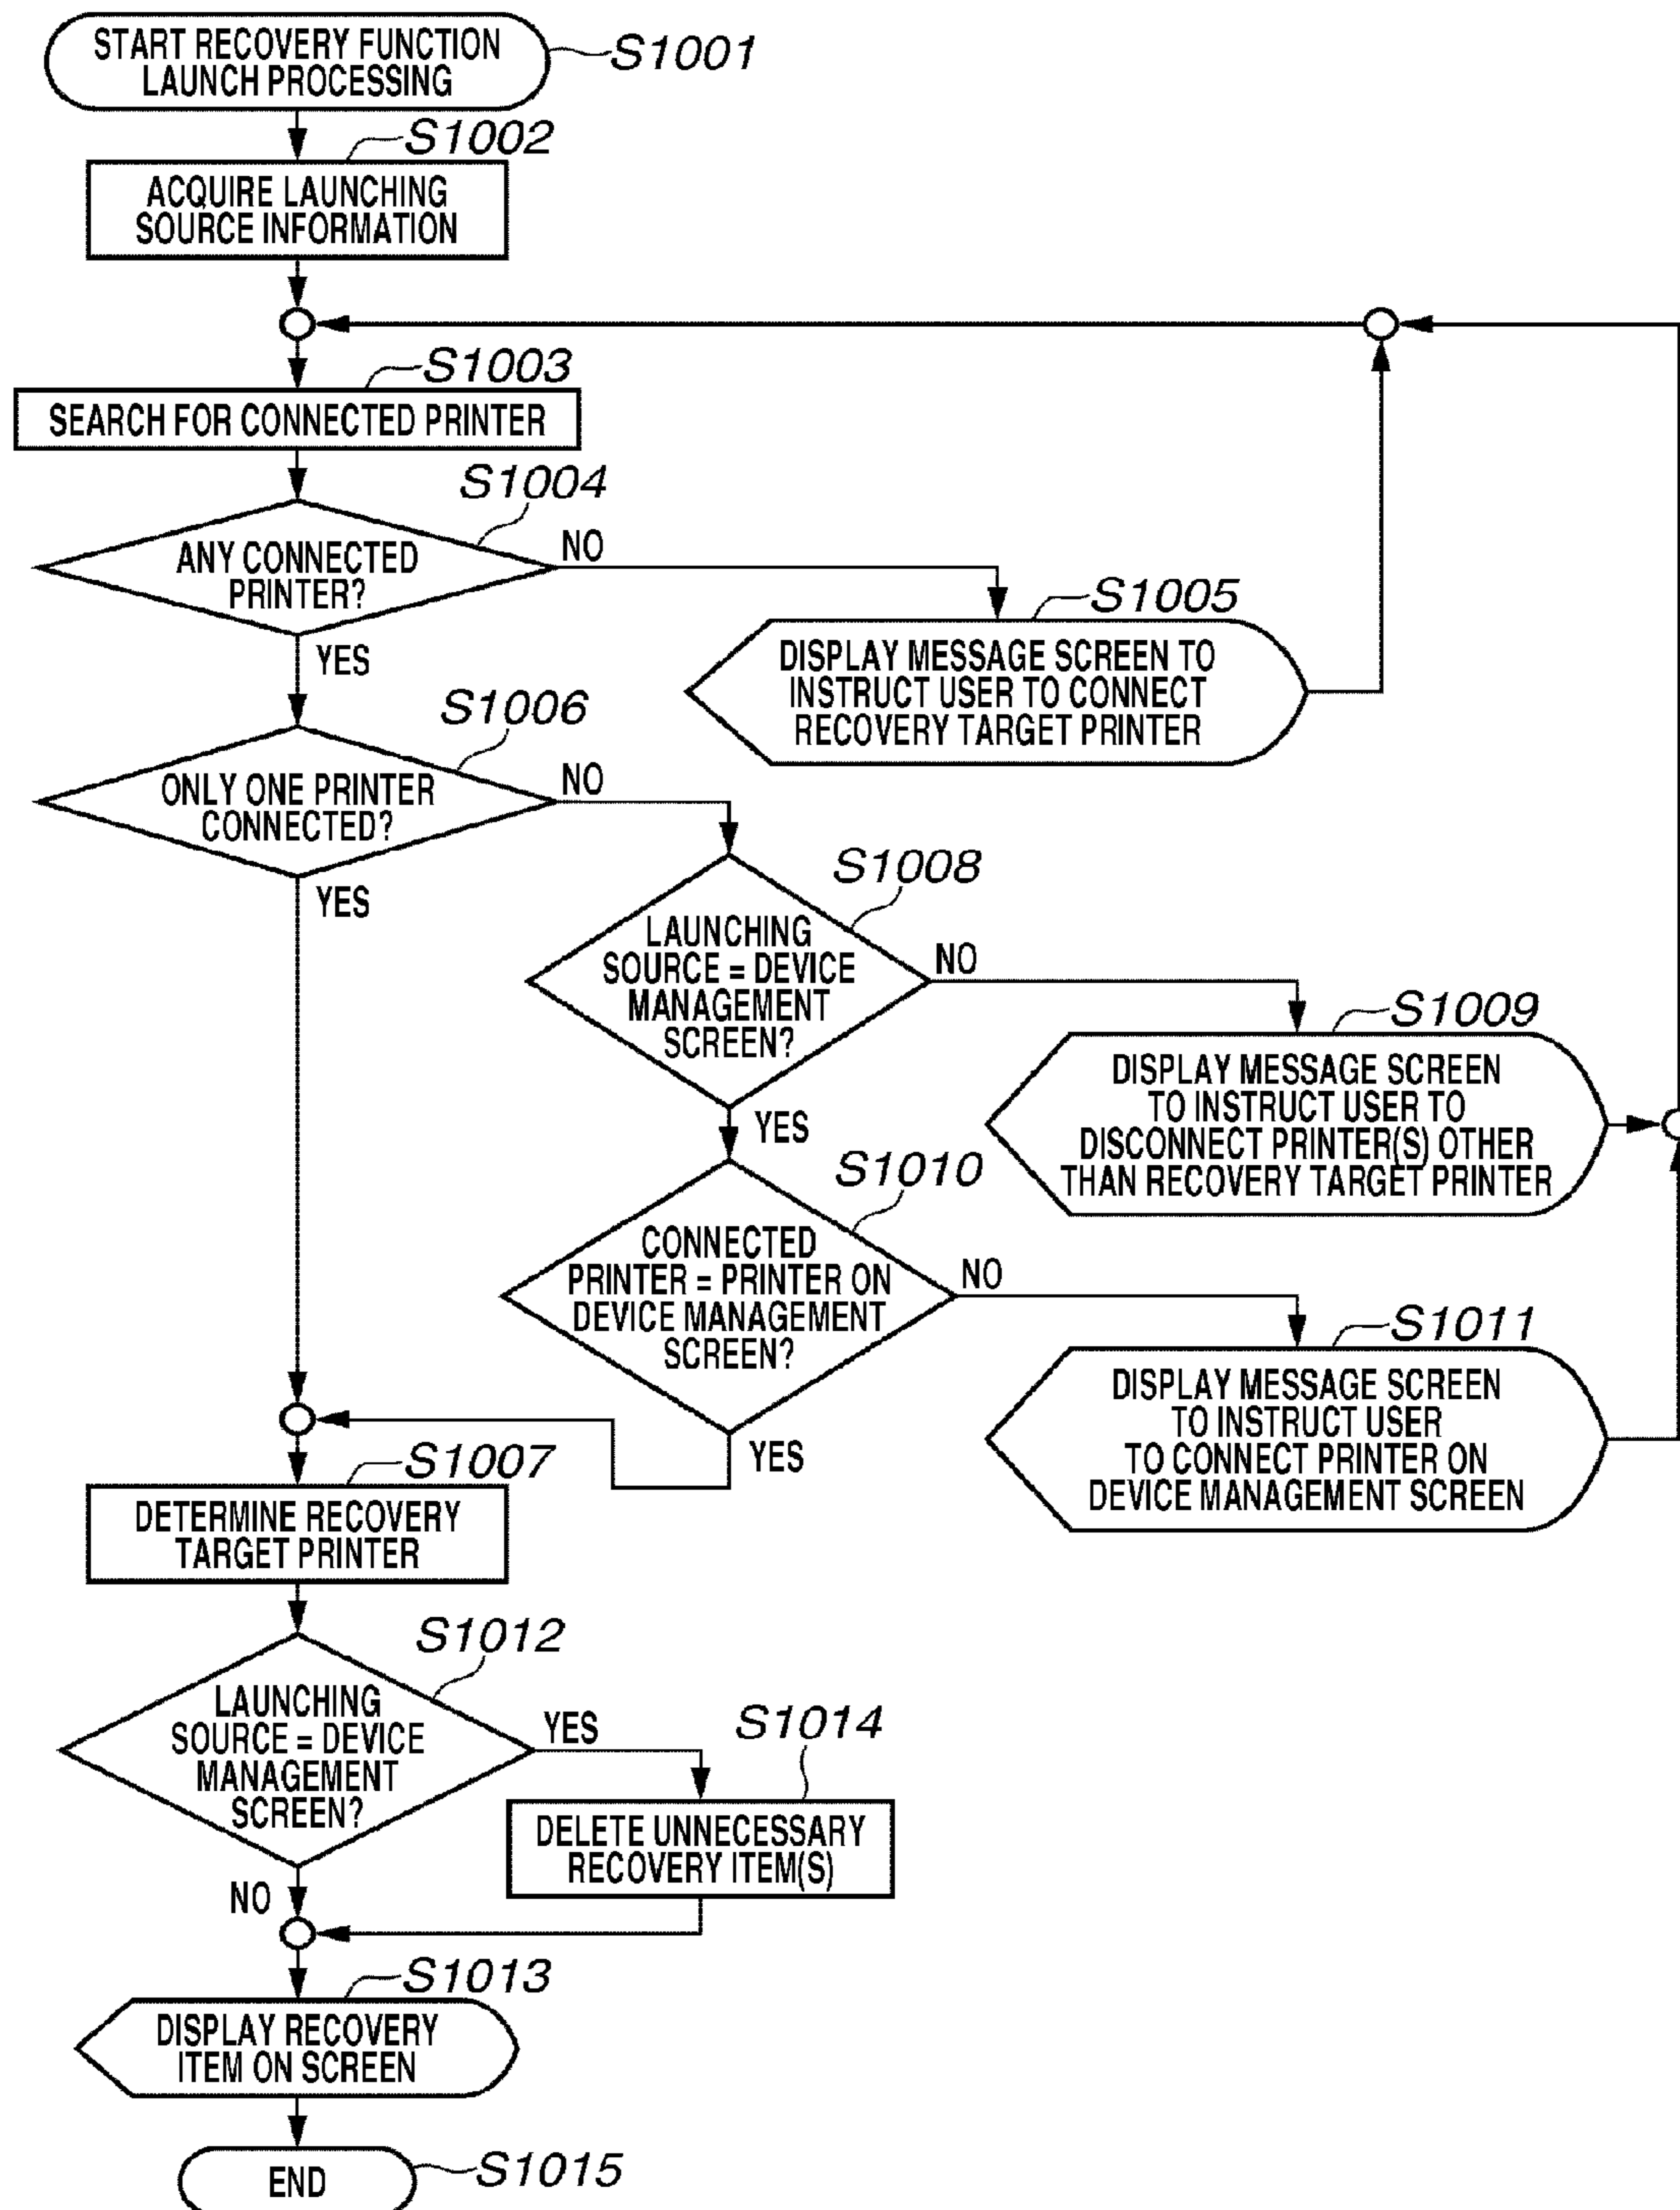 START RECOVERY FUNCTION
LAUNCH PROCESSING
S1001
S1002
ACQUIRE LAUNCHING
SOURCE INFORMATION
S1003
SEARCH FOR CONNECTED PRINTER
S1004
ANY CONNECTED
PRINTER?
NO
YES
S1005
DISPLAY MESSAGE SCREEN TO
INSTRUCT USER TO CONNECT
RECOVERY TARGET PRINTER
S1006
ONLY ONE PRINTER
CONNECTED?
NO
YES
S1008
LAUNCHING
SOURCE = DEVICE
MANAGEMENT
SCREEN?
NO
YES
S1009
DISPLAY MESSAGE SCREEN
TO INSTRUCT USER TO
DISCONNECT PRINTER(S) OTHER
THAN RECOVERY TARGET PRINTER
S1010
CONNECTED
PRINTER = PRINTER ON
DEVICE MANAGEMENT
SCREEN?
NO
YES
S1011
DISPLAY MESSAGE SCREEN
TO INSTRUCT USER
TO CONNECT PRINTER ON
DEVICE MANAGEMENT SCREEN
S1007
DETERMINE RECOVERY
TARGET PRINTER
S1012
LAUNCHING
SOURCE = DEVICE
MANAGEMENT
SCREEN?
YES
NO
S1014
DELETE UNNECESSARY
RECOVERY ITEM(S)
S1013
DISPLAY RECOVERY
ITEM ON SCREEN
END
S1015